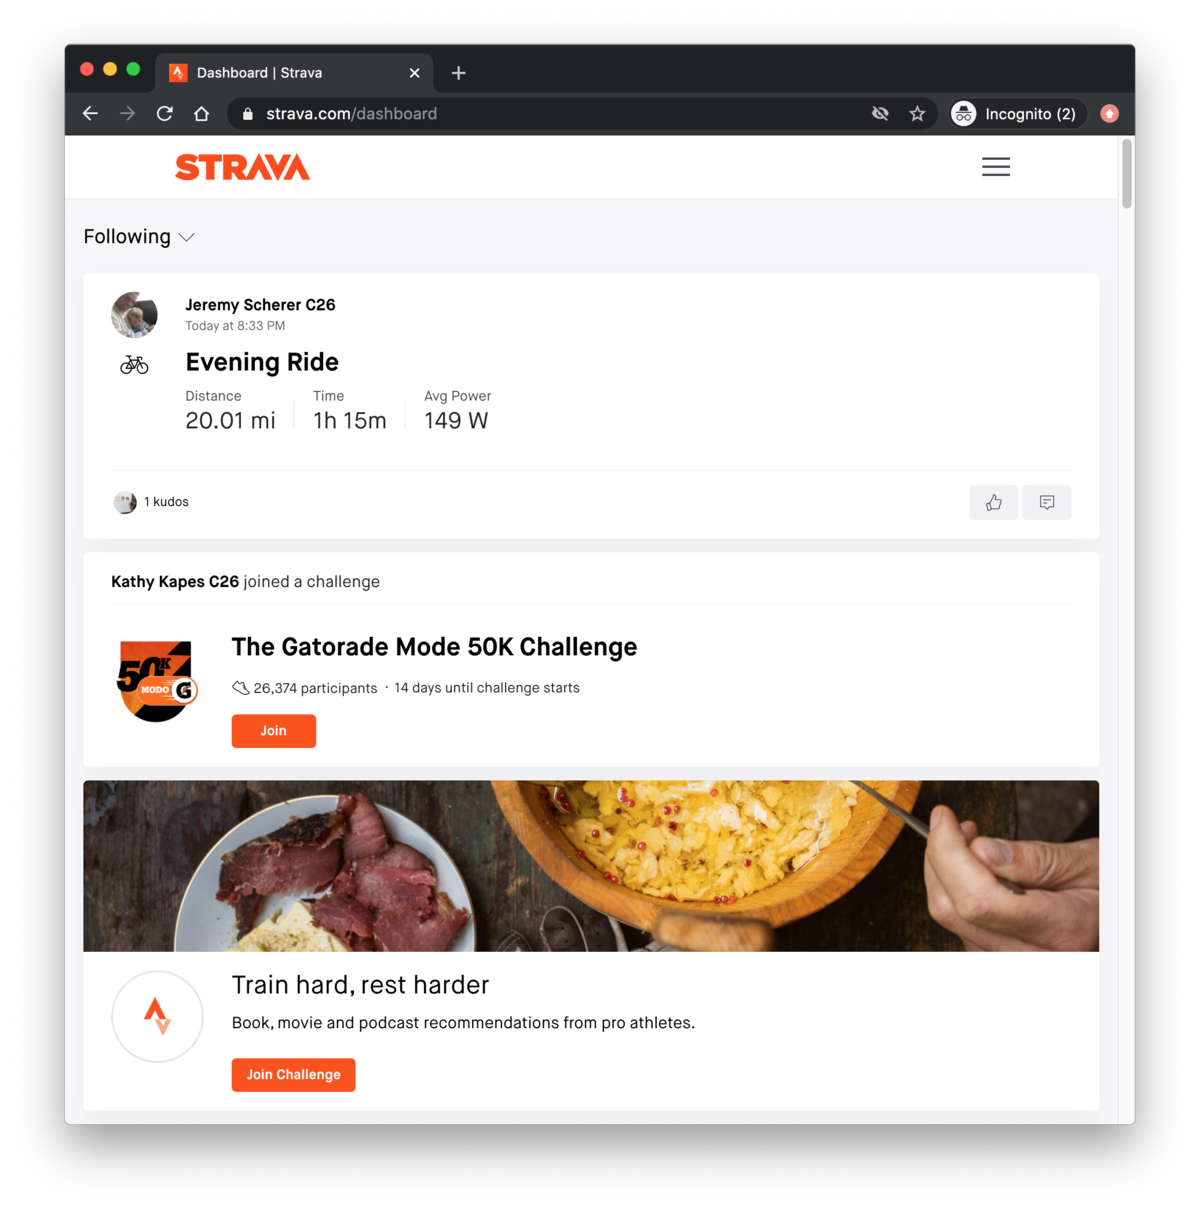 Dashboard | Strava
strava.com/dashboard
Incognito (2)
STRAVA
Following
Jeremy Scherer C26
Today at 8:33 PM
Evening Ride
Distance Time Avg Power
20.01 mi 1h 15m 149 W
1 kudos
Kathy Kapes C26 joined a challenge
The Gatorade Mode 50K Challenge
50K
MODO G
26,374 participants · 14 days until challenge starts
Join
Train hard, rest harder
Book, movie and podcast recommendations from pro athletes.
Join Challenge